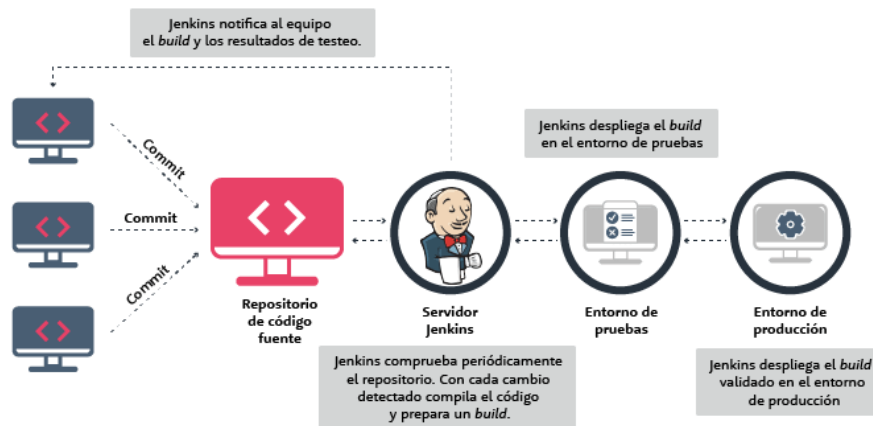 Jenkins notifica al equipo
el build y los resultados de testeo.
Commit
Commit
Commit
Jenkins despliega el build
en el entorno de pruebas
Repositorio
de código
fuente
Servidor
Jenkins
Entorno de
pruebas
Entorno de
producción
Jenkins comprueba periódicamente
el repositorio. Con cada cambio
detectado compila el código
y prepara un build.
Jenkins despliega el build
validado en el entorno
de producción